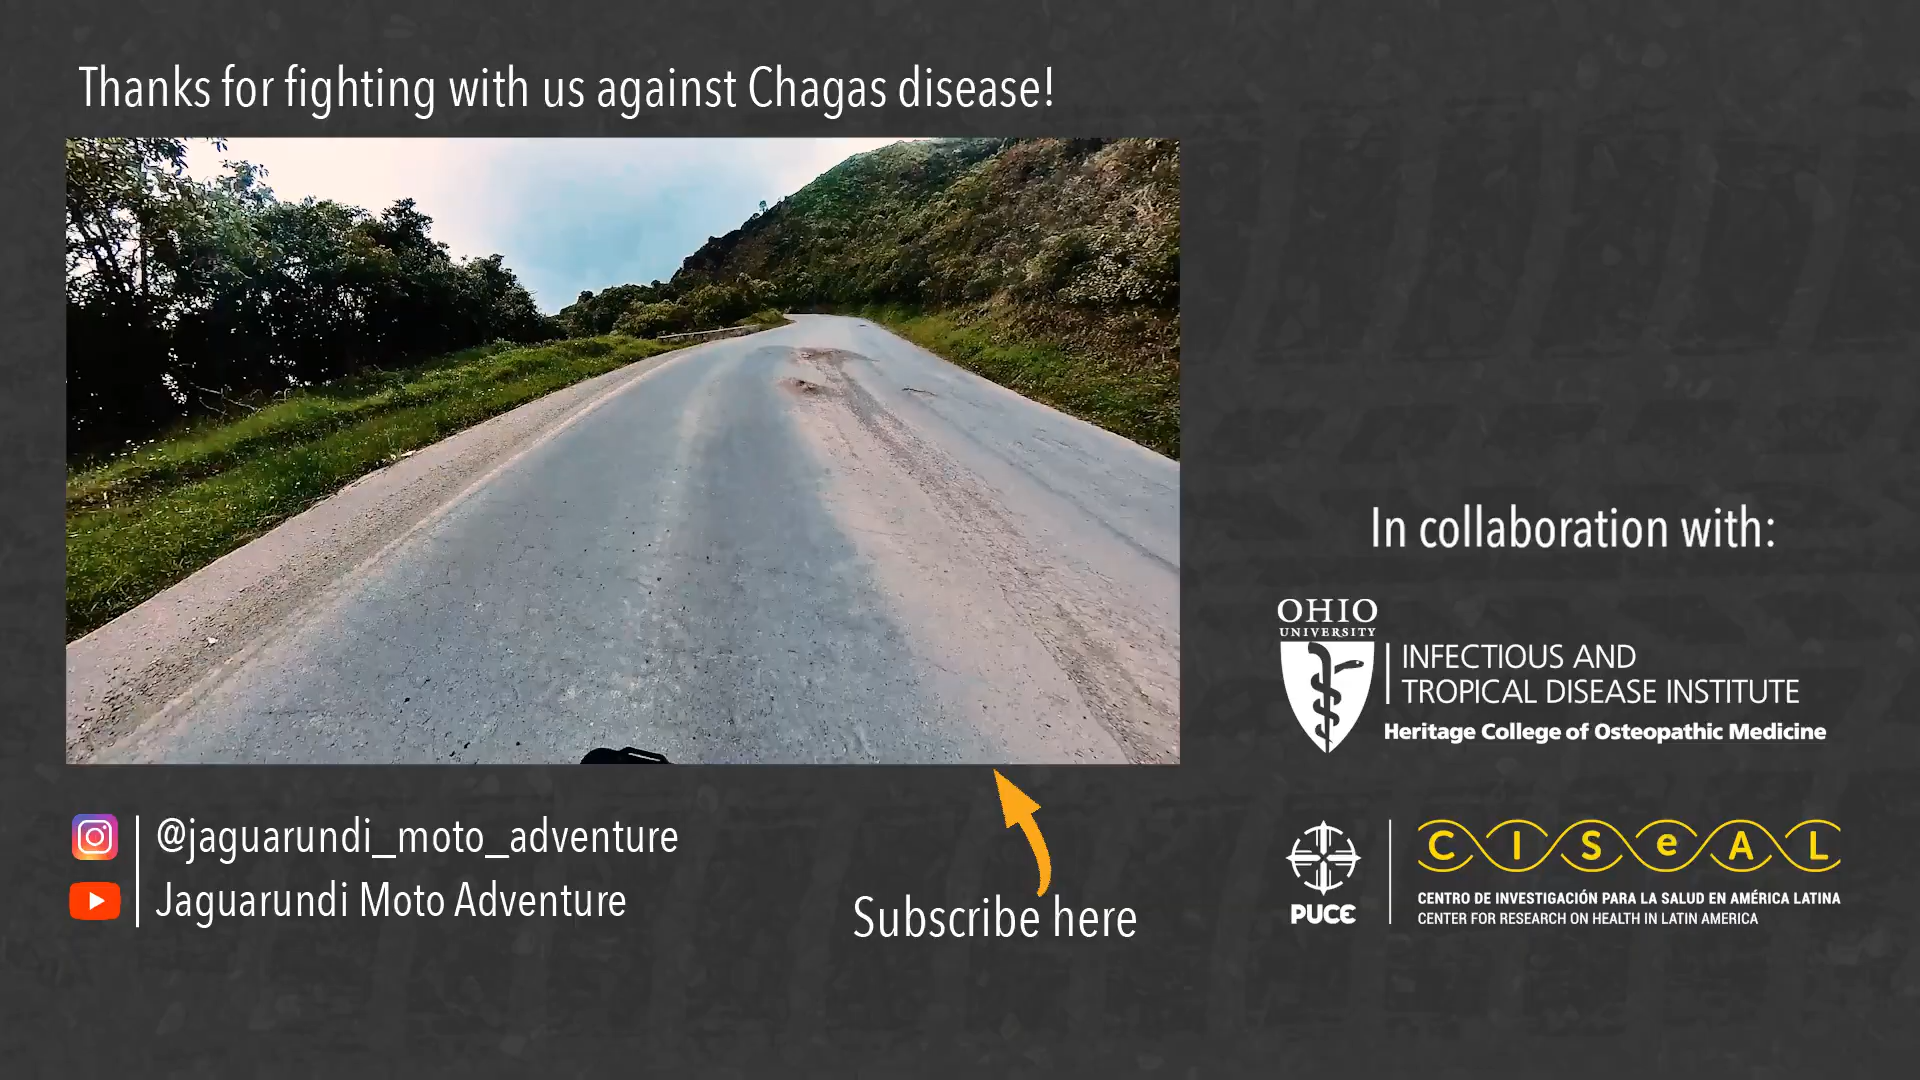 Thanks for fighting with us against Chagas disease!
@jaguarundi_moto_adventure
Jaguarundi Moto Adventure
Subscribe here
In collaboration with:
OHIO
UNIVERSITY
INFECTIOUS AND
TROPICAL DISEASE INSTITUTE
Heritage College of Osteopathic Medicine
PUCE
CISeAL
CENTRO DE INVESTIGACIÓN PARA LA SALUD EN AMÉRICA LATINA
CENTER FOR RESEARCH ON HEALTH IN LATIN AMERICA